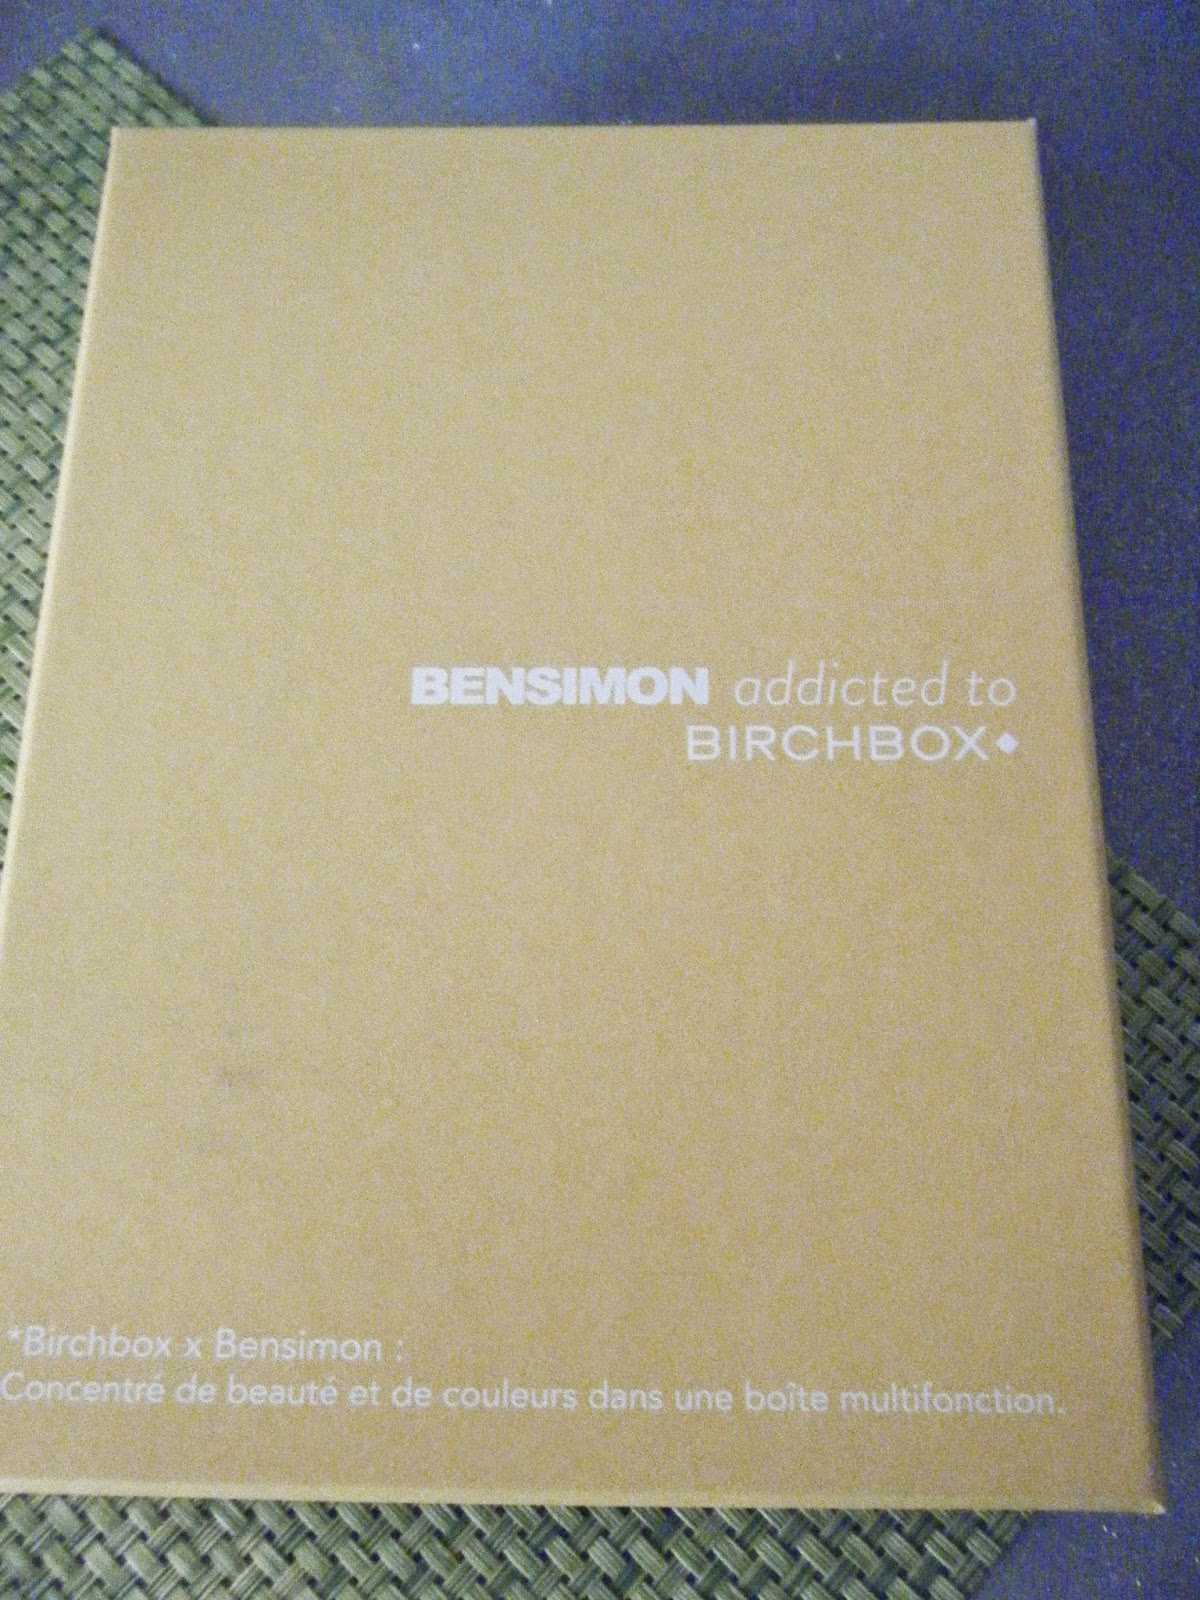 BENSIMON addicted to
BIRCHBOX◆
*Birchbox x Bensimon :
Concentré de beauté et de couleurs dans une boîte multifonction.